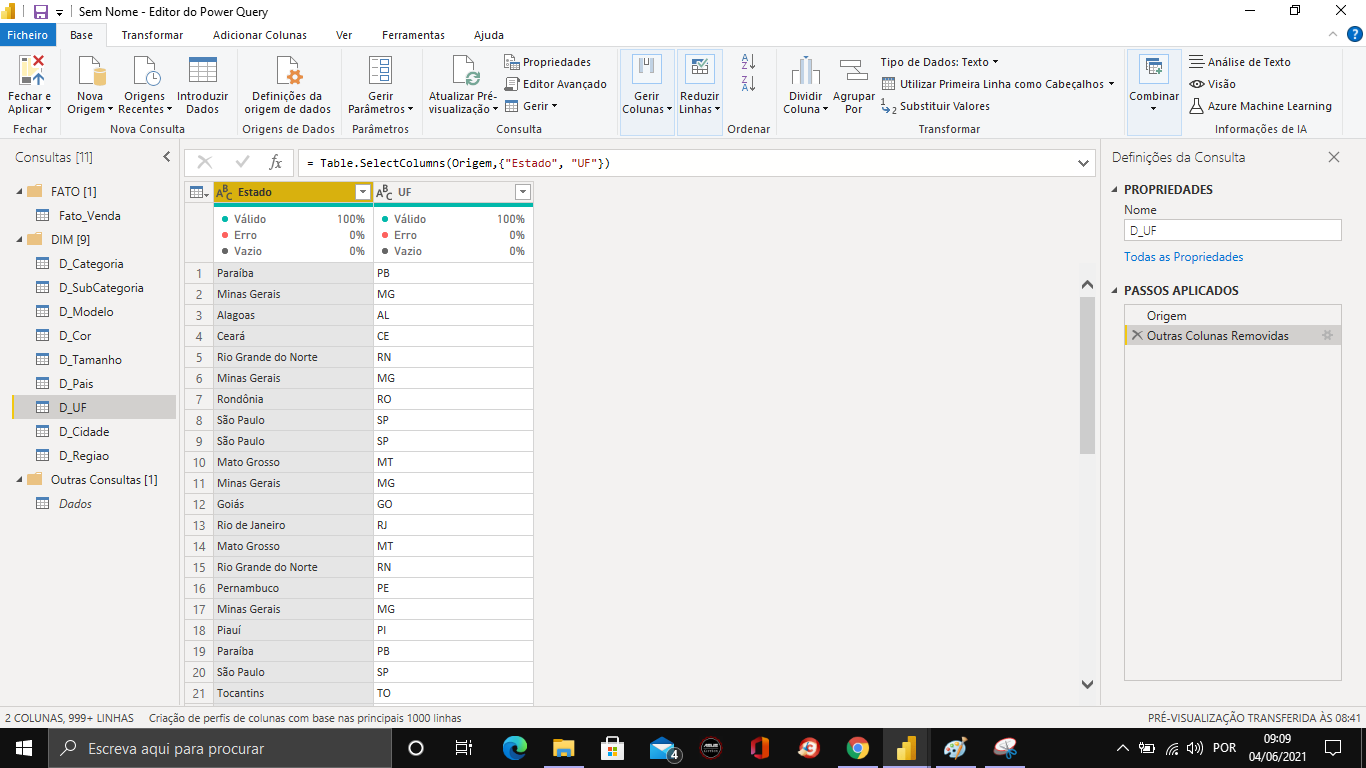 Sem Nome - Editor do Power Query
Ficheiro Base Transformar Adicionar Colunas Ver Ferramentas Ajuda
Fechar e Aplicar
Fechar
Nova Origem
Origens Recentes
Introduzir Dados
Nova Consulta
Definições da origem de dados
Origens de Dados
Gerir Parâmetros
Parâmetros
Atualizar Pré-visualização
Propriedades
Editor Avançado
Gerir
Consulta
Gerir Colunas
Reduzir Linhas
Ordenar
Dividir Coluna
Agrupar Por
Tipo de Dados: Texto
Utilizar Primeira Linha como Cabeçalhos
Substituir Valores
Transformar
Combinar
Análise de Texto
Visão
Azure Machine Learning
Informações de IA
Consultas [11]
FATO [1]
Fato_Venda
DIM [9]
D_Categoria
D_SubCategoria
D_Modelo
D_Cor
D_Tamanho
D_Pais
D_UF
D_Cidade
D_Regiao
Outras Consultas [1]
Dados
= Table.SelectColumns(Origem,{"Estado", "UF"})
Estado UF
Válido 100% Válido 100%
Erro 0% Erro 0%
Vazio 0% Vazio 0%
1 Paraíba PB
2 Minas Gerais MG
3 Alagoas AL
4 Ceará CE
5 Rio Grande do Norte RN
6 Minas Gerais MG
7 Rondônia RO
8 São Paulo SP
9 São Paulo SP
10 Mato Grosso MT
11 Minas Gerais MG
12 Goiás GO
13 Rio de Janeiro RJ
14 Mato Grosso MT
15 Rio Grande do Norte RN
16 Pernambuco PE
17 Minas Gerais MG
18 Piauí PI
19 Paraíba PB
20 São Paulo SP
21 Tocantins TO
Definições da Consulta
PROPRIEDADES
Nome
D_UF
Todas as Propriedades
PASSOS APLICADOS
Origem
Outras Colunas Removidas
2 COLUNAS, 999+ LINHAS Criação de perfis de colunas com base nas principais 1000 linhas PRÉ-VISUALIZAÇÃO TRANSFERIDA ÀS 08:41
Escreva aqui para procurar
4
POR
09:09
04/06/2021